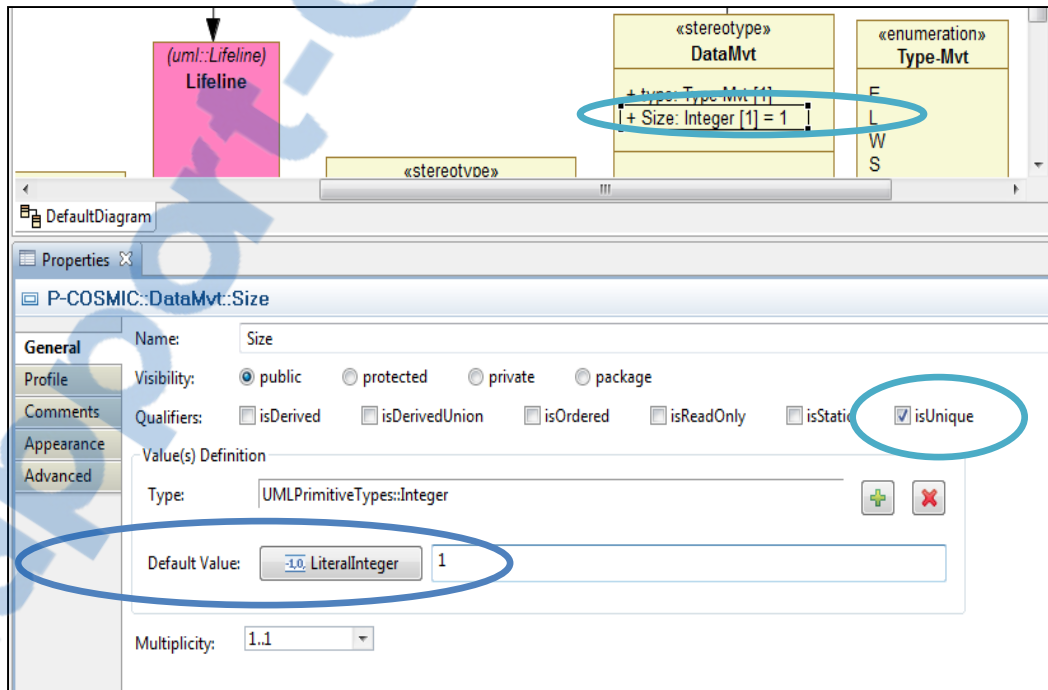 «stereotype»
DataMvt
«enumeration»
Type-Mvt
(uml::Lifeline)
Lifeline
+ type: Type-Mvt [1]
+ Size: Integer [1] = 1
E
L
W
S
«stereotype»
DefaultDiagram
Properties
P-COSMIC::DataMvt::Size
General
Profile
Comments
Appearance
Advanced
Name: Size
Visibility: public protected private package
Qualifiers: isDerived isDerivedUnion isOrdered isReadOnly isStatic isUnique
Value(s) Definition
Type: UMLPrimitiveTypes::Integer
Default Value: -1,0, LiteralInteger 1
Multiplicity: 1..1